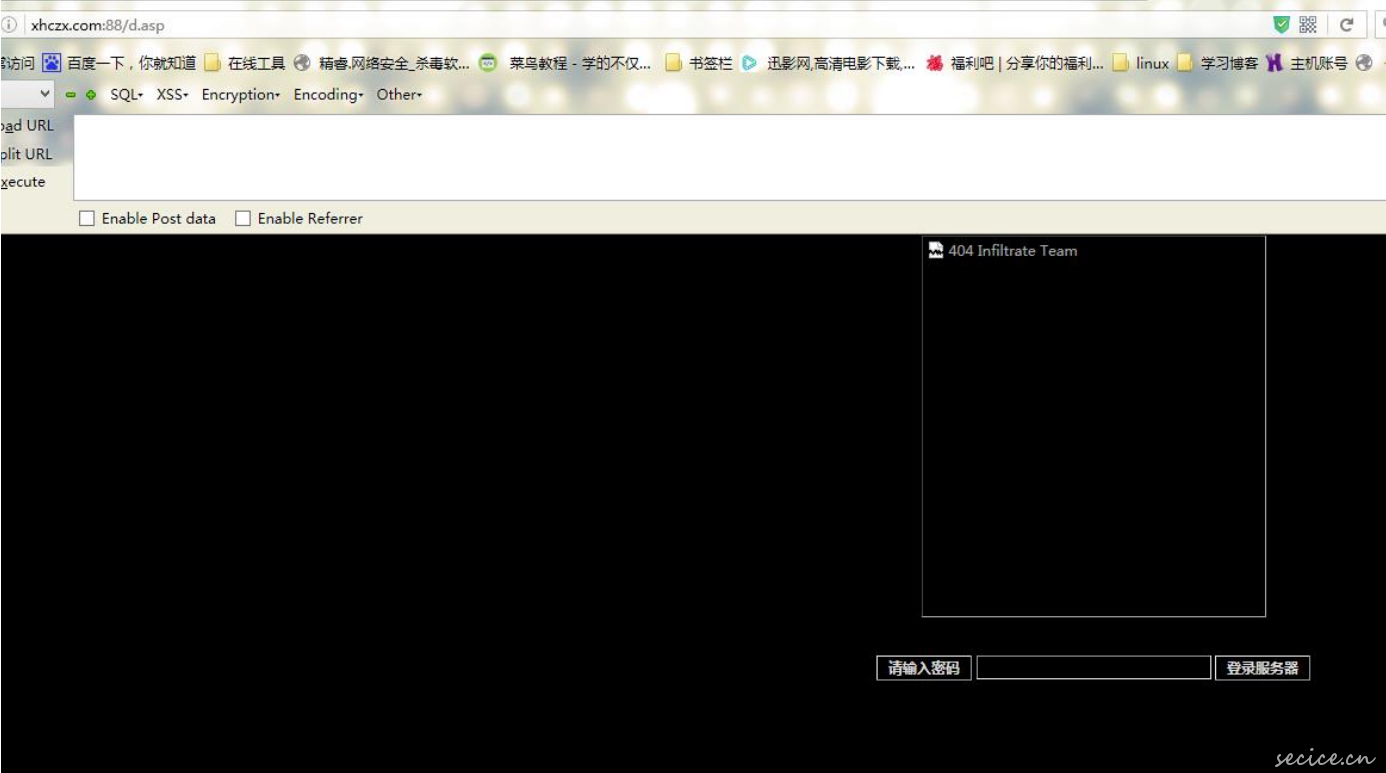 xhczx.com:88/d.asp
常访问 百度一下，你就知道 在线工具 精睿.网络安全_杀毒软... 菜鸟教程 - 学的不仅... 书签栏 迅影网,高清电影下载,... 福利吧 | 分享你的福利... linux 学习博客 主机账号
SQL XSS Encryption Encoding Other
oad URL
plit URL
xecute
Enable Post data Enable Referrer
404 Infiltrate Team
请输入密码 登录服务器
secice.cn